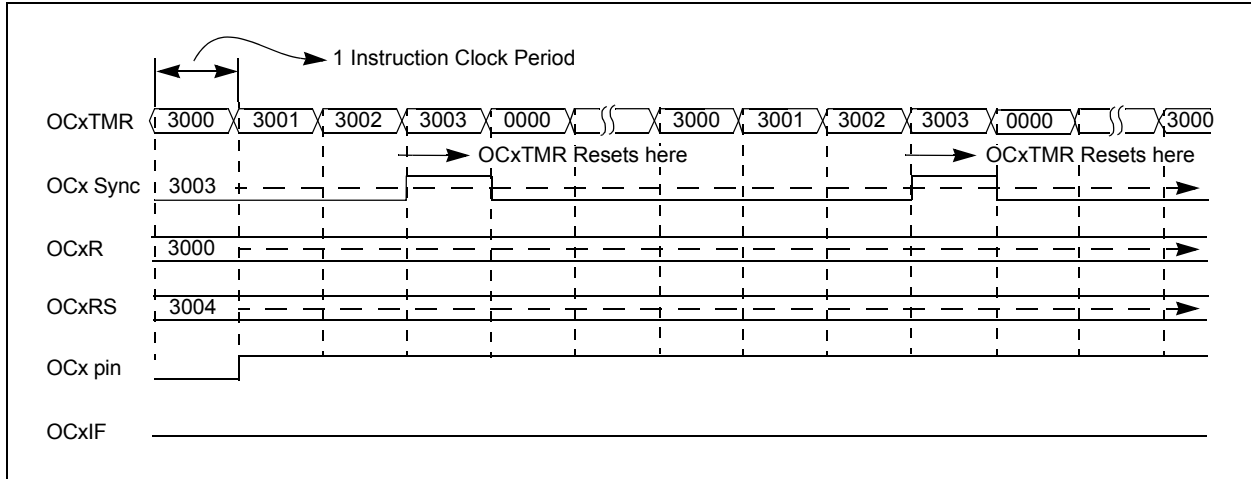 1 Instruction Clock Period
OCxTMR 3000 3001 3002 3003 0000 3000 3001 3002 3003 0000 3000
OCxTMR Resets here OCxTMR Resets here
OCx Sync 3003
OCxR 3000
OCxRS 3004
OCx pin
OCxIF